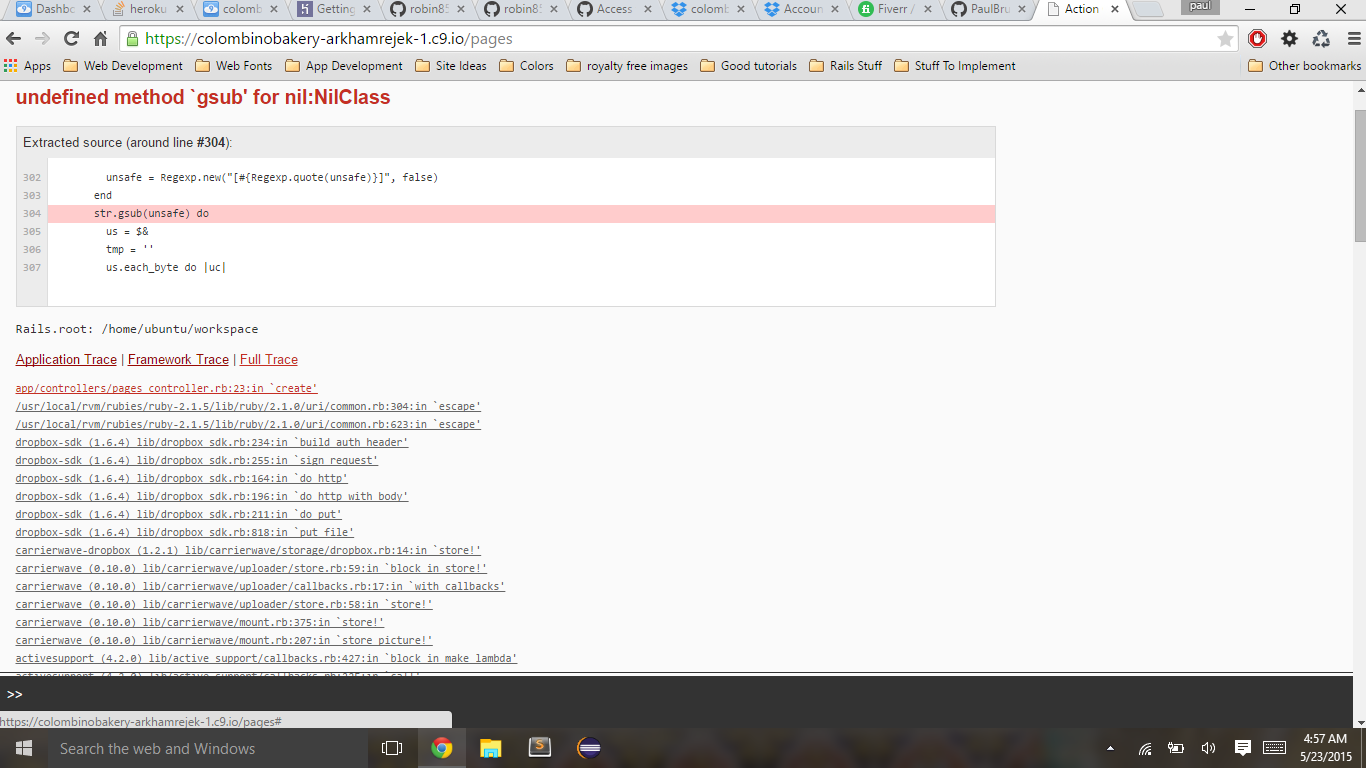 Dashbo
heroku
colomb
Getting
robin85
robin85
Access
colomb
Accoun
Fiverr /
PaulBru
Action
paul
https://colombinobakery-arkhamrejek-1.c9.io/pages
Apps
Web Development
Web Fonts
App Development
Site Ideas
Colors
royalty free images
Good tutorials
Rails Stuff
Stuff To Implement
Other bookmarks
undefined method `gsub' for nil:NilClass
Extracted source (around line #304):
302 unsafe = Regexp.new("[#{Regexp.quote(unsafe)}]", false)
303 end
304 str.gsub(unsafe) do
305 us = $&
306 tmp = ''
307 us.each_byte do |uc|
Rails.root: /home/ubuntu/workspace
Application Trace | Framework Trace | Full Trace
app/controllers/pages_controller.rb:23:in `create'
/usr/local/rvm/rubies/ruby-2.1.5/lib/ruby/2.1.0/uri/common.rb:304:in `escape'
/usr/local/rvm/rubies/ruby-2.1.5/lib/ruby/2.1.0/uri/common.rb:623:in `escape'
dropbox-sdk (1.6.4) lib/dropbox_sdk.rb:234:in `build_auth_header'
dropbox-sdk (1.6.4) lib/dropbox_sdk.rb:255:in `sign_request'
dropbox-sdk (1.6.4) lib/dropbox_sdk.rb:164:in `do_http'
dropbox-sdk (1.6.4) lib/dropbox_sdk.rb:196:in `do_http_with_body'
dropbox-sdk (1.6.4) lib/dropbox_sdk.rb:211:in `do_put'
dropbox-sdk (1.6.4) lib/dropbox_sdk.rb:818:in `put_file'
carrierwave-dropbox (1.2.1) lib/carrierwave/storage/dropbox.rb:14:in `store!'
carrierwave (0.10.0) lib/carrierwave/uploader/store.rb:59:in `block in store!'
carrierwave (0.10.0) lib/carrierwave/uploader/callbacks.rb:17:in `with_callbacks'
carrierwave (0.10.0) lib/carrierwave/uploader/store.rb:58:in `store!'
carrierwave (0.10.0) lib/carrierwave/mount.rb:375:in `store!'
carrierwave (0.10.0) lib/carrierwave/mount.rb:207:in `store_picture!'
activesupport (4.2.0) lib/active_support/callbacks.rb:427:in `block in make_lambda'
>>
https://colombinobakery-arkhamrejek-1.c9.io/pages#
Search the web and Windows
4:57 AM
5/23/2015